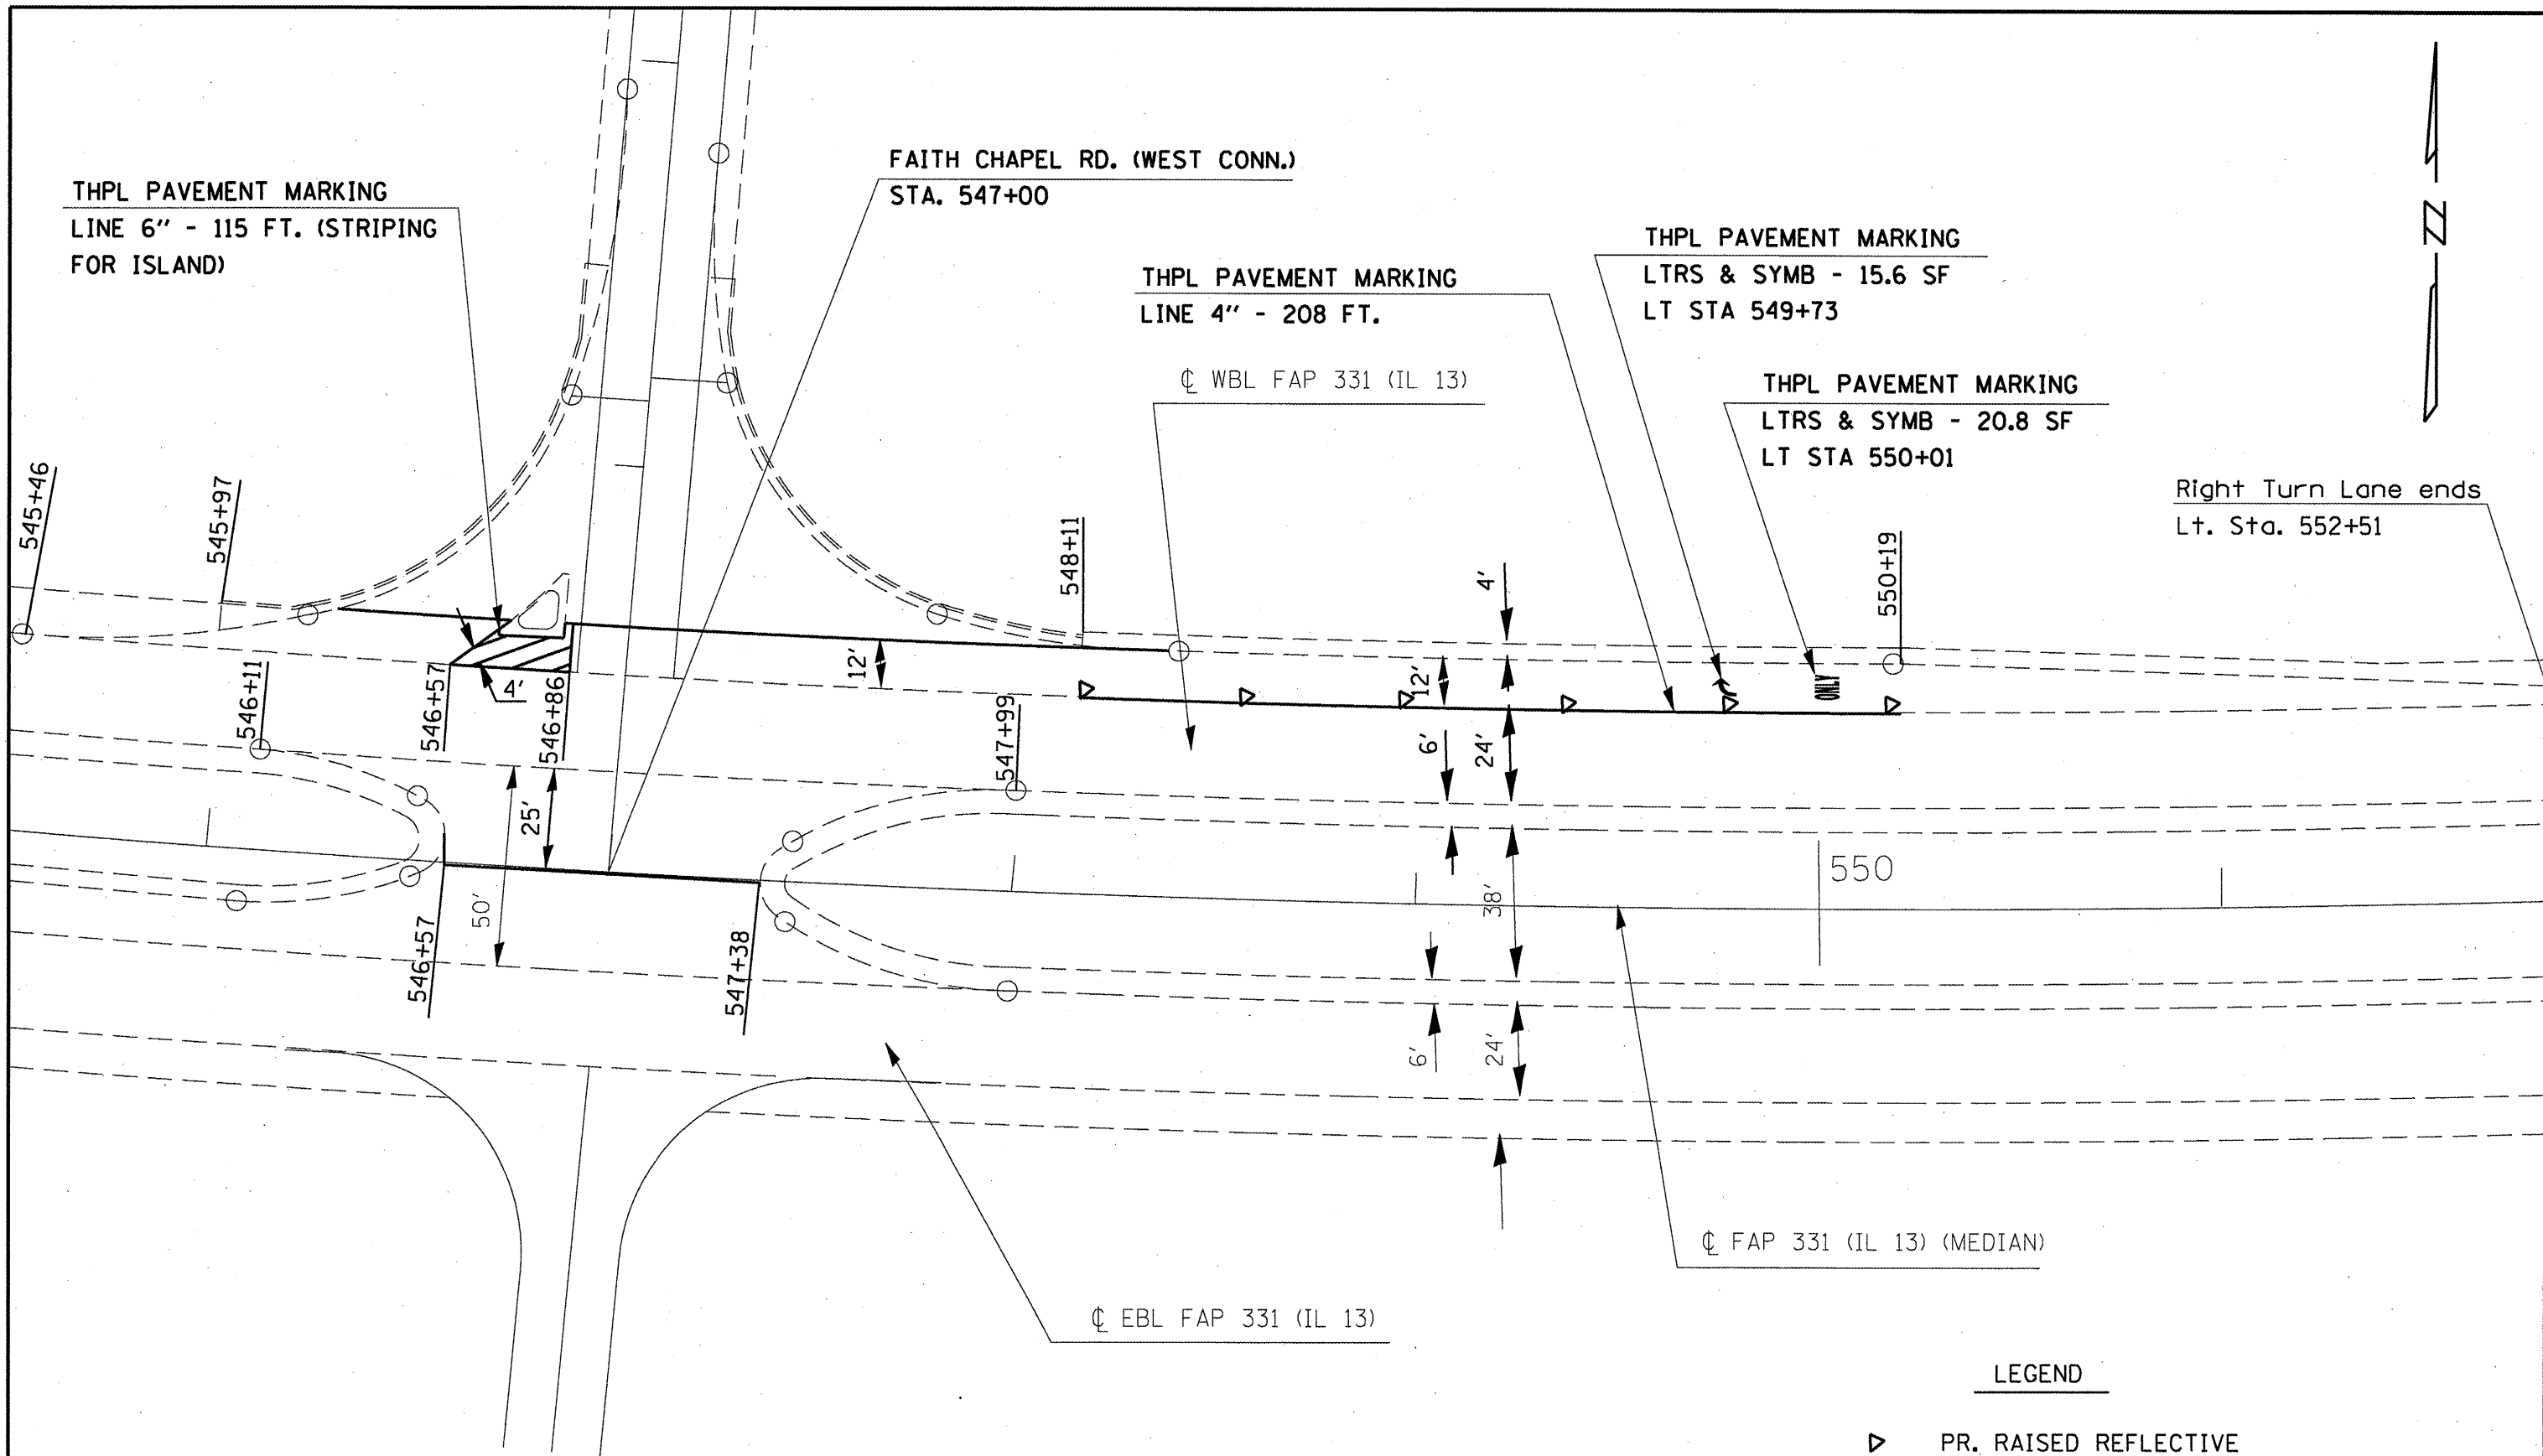 THPL PAVEMENT MARKING
LINE 6" - 115 FT. (STRIPING
FOR ISLAND)
FAITH CHAPEL RD. (WEST CONN.)
STA. 547+00
THPL PAVEMENT MARKING
LINE 4" - 208 FT.
℄ WBL FAP 331 (IL 13)
THPL PAVEMENT MARKING
LTRS & SYMB - 15.6 SF
LT STA 549+73
THPL PAVEMENT MARKING
LTRS & SYMB - 20.8 SF
LT STA 550+01
Right Turn Lane ends
Lt. Sta. 552+51
N
545+46
545+97
548+11
550+19
4'
12'
12'
ONLY
546+11
546+57
4'
546+86
547+99
6'
24'
25'
50'
38'
550
546+57
547+38
6'
24'
℄ FAP 331 (IL 13) (MEDIAN)
℄ EBL FAP 331 (IL 13)
LEGEND
PR. RAISED REFLECTIVE